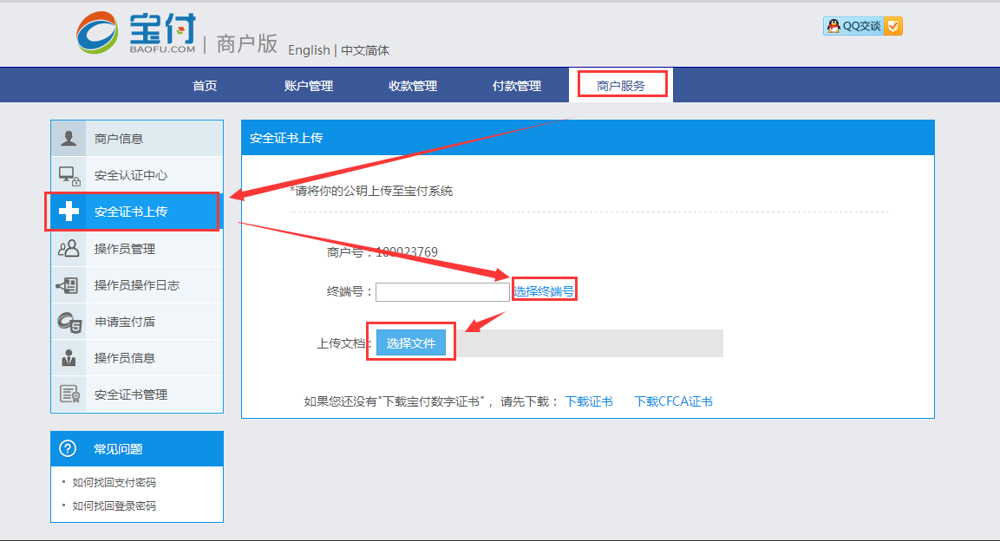 宝付
BAOFU.COM
| 商户版
English | 中文简体
QQ交谈
首页 账户管理 收款管理 付款管理 商户服务
商户信息
安全认证中心
安全证书上传
操作员管理
操作员操作日志
申请宝付盾
操作员信息
安全证书管理
常见问题
· 如何找回支付密码
· 如何找回登录密码
安全证书上传
*请将你的公钥上传至宝付系统
商户号：100023769
终端号： 选择终端号
上传文档： 选择文件
如果您还没有"下载宝付数字证书"，请先下载： 下载证书 下载CFCA证书